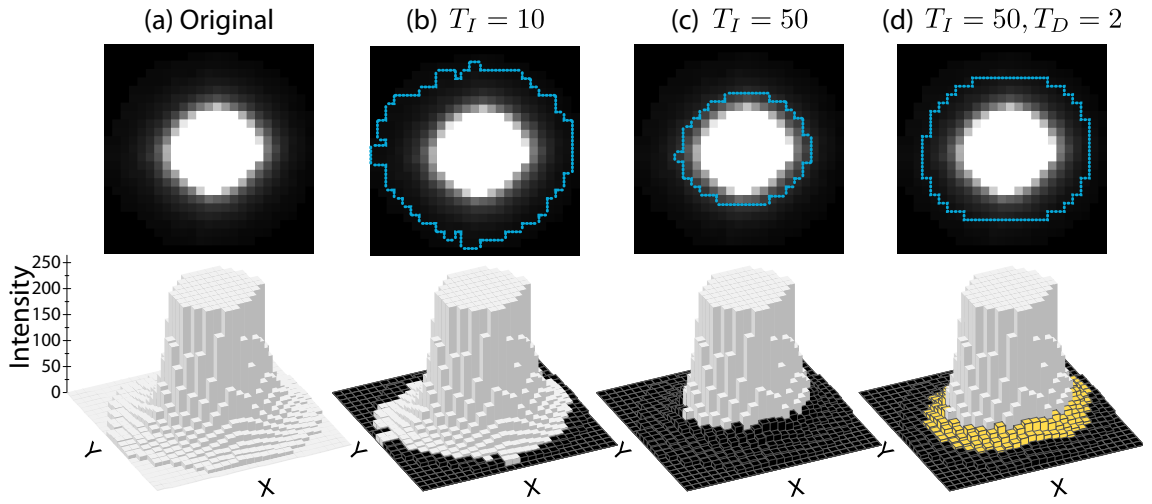 (a) Original
(b) T_I = 10
(c) T_I = 50
(d) T_I = 50, T_D = 2
Intensity
250
200
150
100
50
0
Y
X
Y
X
Y
X
Y
X